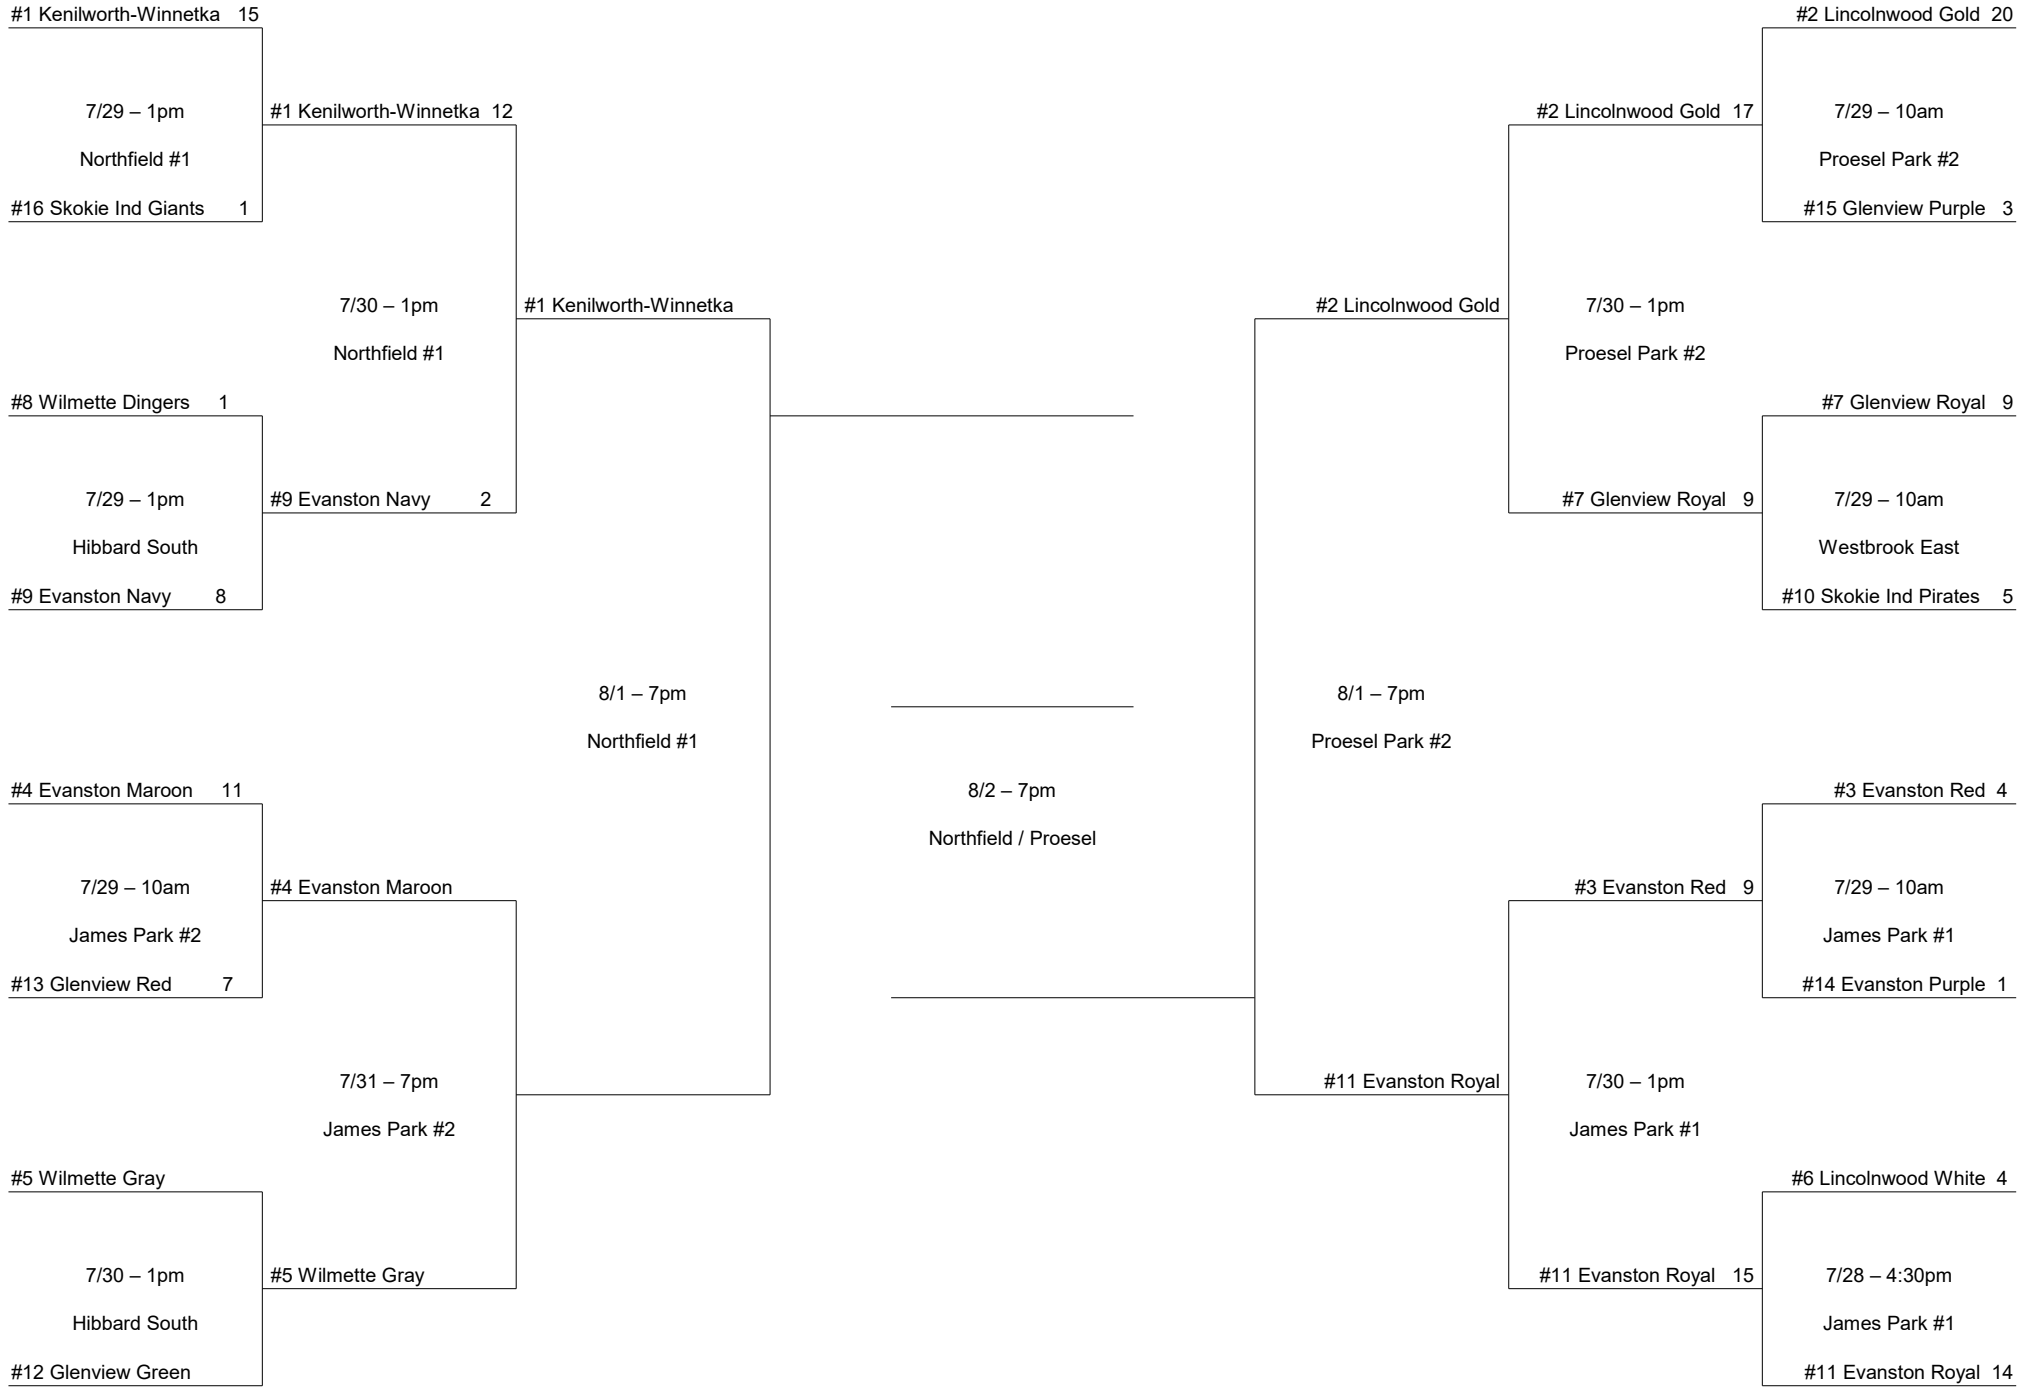 #1 Kenilworth-Winnetka 15
#2 Lincolnwood Gold 20
7/29 – 1pm
#1 Kenilworth-Winnetka 12
#2 Lincolnwood Gold 17
7/29 – 10am
Northfield #1
Proesel Park #2
#16 Skokie Ind Giants 1
#15 Glenview Purple 3
7/30 – 1pm
#1 Kenilworth-Winnetka
#2 Lincolnwood Gold
7/30 – 1pm
Northfield #1
Proesel Park #2
#8 Wilmette Dingers 1
#7 Glenview Royal 9
7/29 – 1pm
#9 Evanston Navy 2
#7 Glenview Royal 9
7/29 – 10am
Hibbard South
Westbrook East
#9 Evanston Navy 8
#10 Skokie Ind Pirates 5
8/1 – 7pm
8/1 – 7pm
Northfield #1
Proesel Park #2
#4 Evanston Maroon 11
8/2 – 7pm
#3 Evanston Red 4
Northfield / Proesel
7/29 – 10am
#4 Evanston Maroon
#3 Evanston Red 9
7/29 – 10am
James Park #2
James Park #1
#13 Glenview Red 7
#14 Evanston Purple 1
7/31 – 7pm
#11 Evanston Royal
7/30 – 1pm
James Park #2
James Park #1
#5 Wilmette Gray
#6 Lincolnwood White 4
7/30 – 1pm
#5 Wilmette Gray
#11 Evanston Royal 15
7/28 – 4:30pm
Hibbard South
James Park #1
#12 Glenview Green
#11 Evanston Royal 14